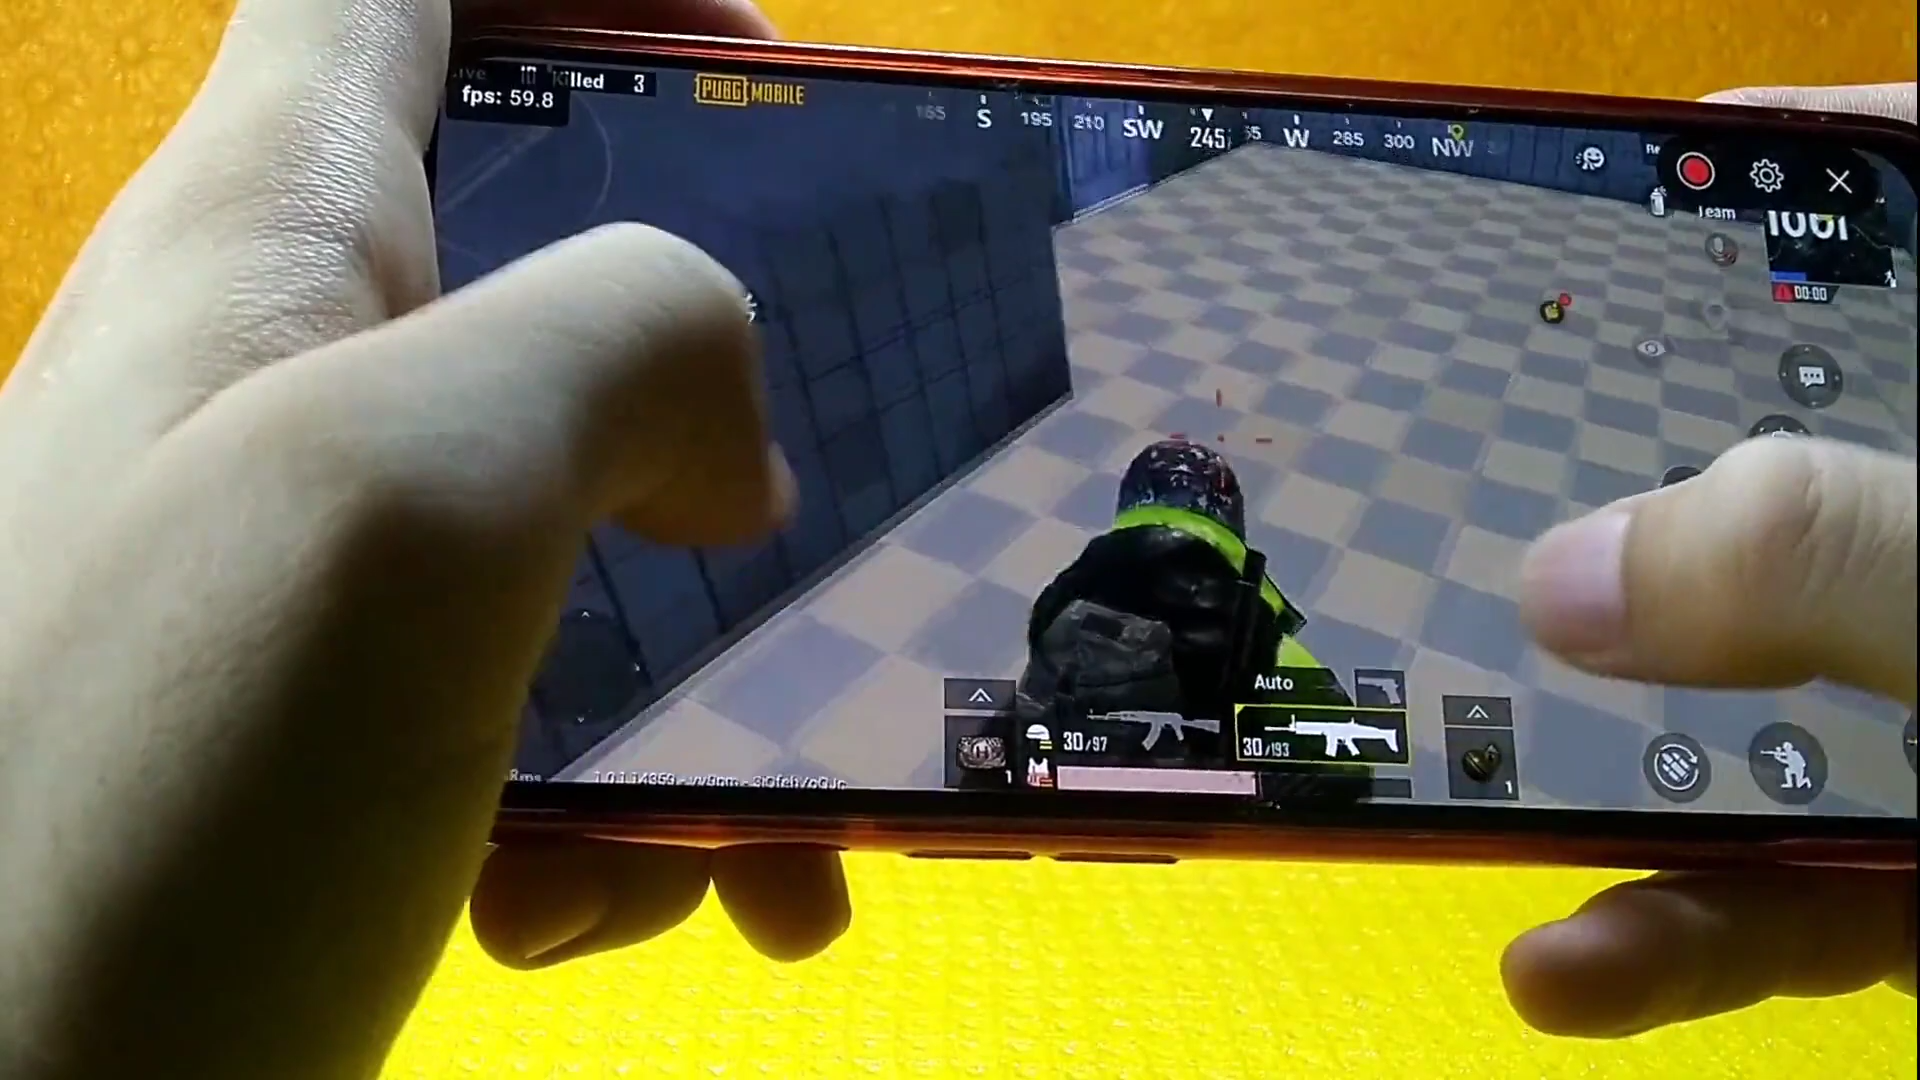 Killed 3
fps: 59.8
PUBG MOBILE
165 S 195 210 SW 245 W 285 300 NW
Team
00:00
Auto
30/97
30/193
1
1